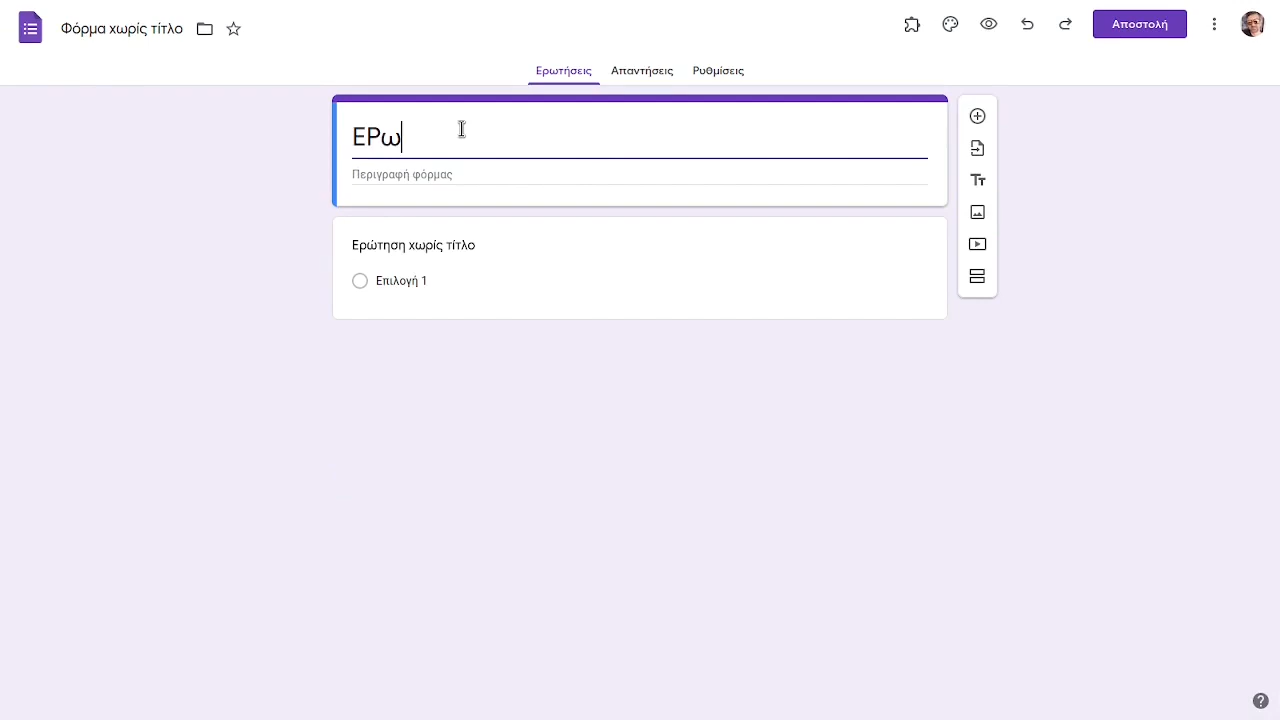 Φόρμα χωρίς τίτλο
Αποστολή
Ερωτήσεις
Απαντήσεις
Ρυθμίσεις
ΕΡω
Περιγραφή φόρμας
Ερώτηση χωρίς τίτλο
Επιλογή 1